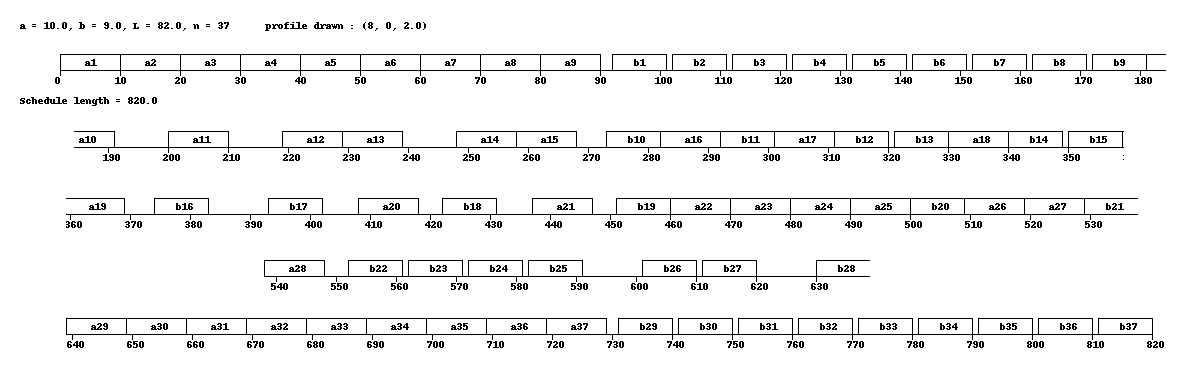 a = 10.0, b = 9.0, L = 82.0, n = 37 profile drawn : (8, 0, 2.0)
a1 a2 a3 a4 a5 a6 a7 a8 a9 b1 b2 b3 b4 b5 b6 b7 b8 b9
0 10 20 30 40 50 60 70 80 90 100 110 120 130 140 150 160 170 180
Schedule length = 820.0
a10 a11 a12 a13 a14 a15 b10 a16 b11 a17 b12 b13 a18 b14 b15
190 200 210 220 230 240 250 260 270 280 290 300 310 320 330 340 350
a19 b16 b17 a20 b18 a21 b19 a22 a23 a24 a25 b20 a26 a27 b21
360 370 380 390 400 410 420 430 440 450 460 470 480 490 500 510 520 530
a28 b22 b23 b24 b25 b26 b27 b28
540 550 560 570 580 590 600 610 620 630
a29 a30 a31 a32 a33 a34 a35 a36 a37 b29 b30 b31 b32 b33 b34 b35 b36 b37
640 650 660 670 680 690 700 710 720 730 740 750 760 770 780 790 800 810 820